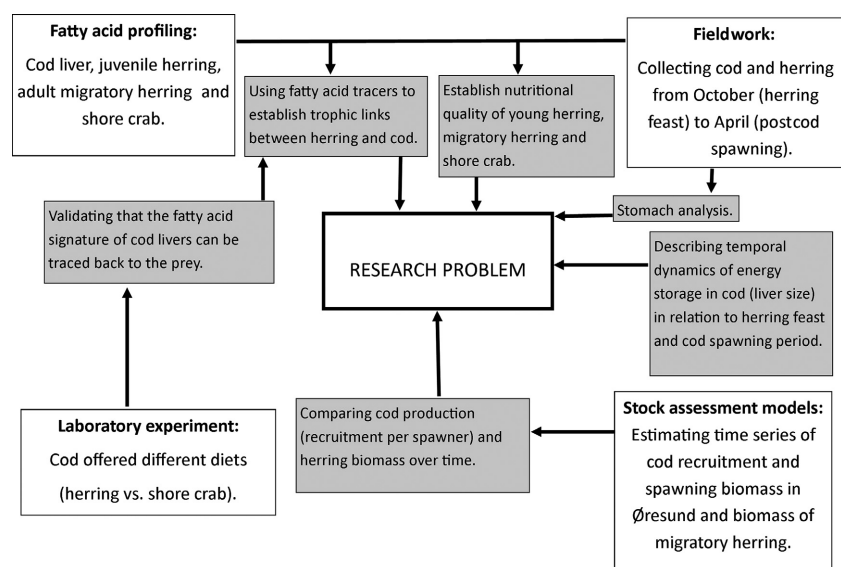 Fatty acid profiling:
Cod liver, juvenile herring,
adult migratory herring and
shore crab.
Using fatty acid tracers to
establish trophic links
between herring and cod.
Establish nutritional
quality of young herring,
migratory herring and
shore crab.
Fieldwork:
Collecting cod and herring
from October (herring
feast) to April (postcod
spawning).
Stomach analysis.
Validating that the fatty acid
signature of cod livers can be
traced back to the prey.
RESEARCH PROBLEM
Describing temporal
dynamics of energy
storage in cod (liver size)
in relation to herring feast
and cod spawning period.
Laboratory experiment:
Cod offered different diets
(herring vs. shore crab).
Comparing cod production
(recruitment per spawner) and
herring biomass over time.
Stock assessment models:
Estimating time series of
cod recruitment and
spawning biomass in
Øresund and biomass of
migratory herring.